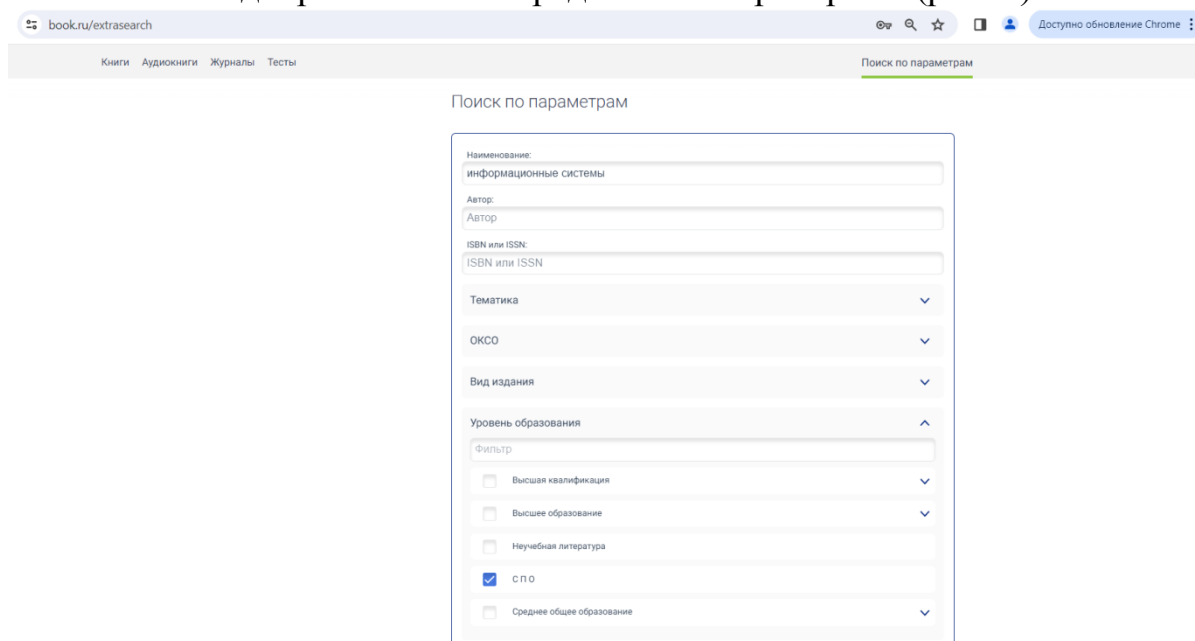 book.ru/extrasearch
Доступно обновление Chrome
Книги Аудиокниги Журналы Тесты Поиск по параметрам
Поиск по параметрам
Наименование:
информационные системы
Автор:
Автор
ISBN или ISSN:
ISBN или ISSN
Тематика
ОКСО
Вид издания
Уровень образования
Фильтр
Высшая квалификация
Высшее образование
Неучебная литература
С П О
Среднее общее образование